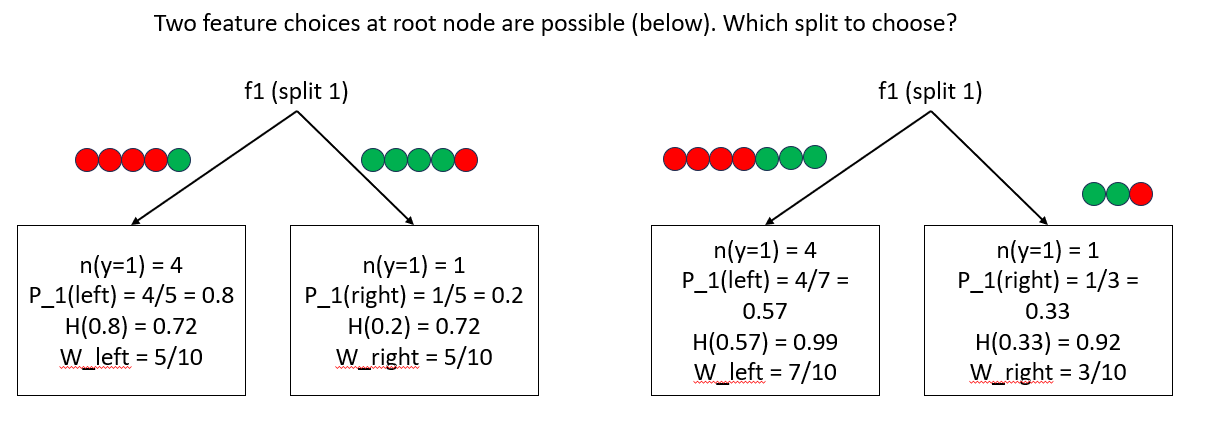 Two feature choices at root node are possible (below). Which split to choose?
f1 (split 1)
n(y=1) = 4
P_1(left) = 4/5 = 0.8
H(0.8) = 0.72
W_left = 5/10
n(y=1) = 1
P_1(right) = 1/5 = 0.2
H(0.2) = 0.72
W_right = 5/10
f1 (split 1)
n(y=1) = 4
P_1(left) = 4/7 =
0.57
H(0.57) = 0.99
W_left = 7/10
n(y=1) = 1
P_1(right) = 1/3 =
0.33
H(0.33) = 0.92
W_right = 3/10